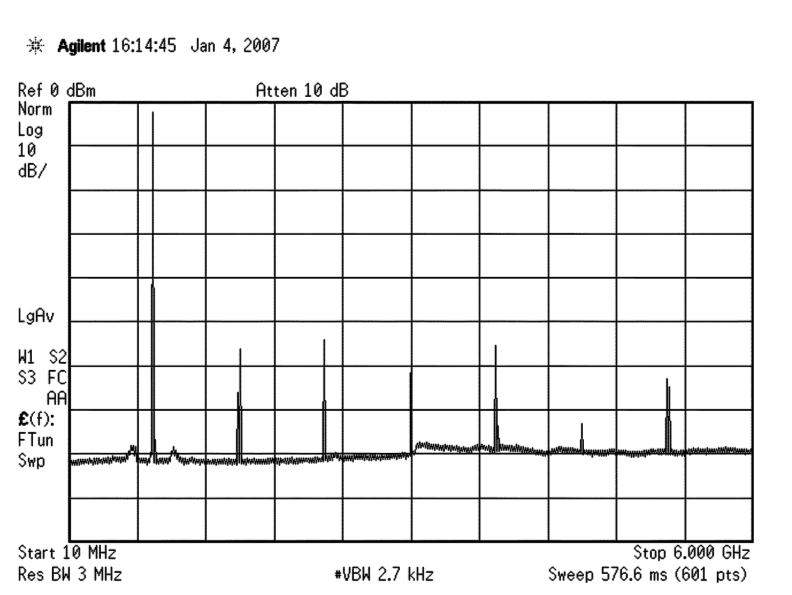 Agilent 16:14:45 Jan 4, 2007
Ref 0 dBm Atten 10 dB
Norm
Log
10
dB/
LgAv
W1 S2
S3 FC
AA
£(f):
FTun
Swp
Start 10 MHz Stop 6.000 GHz
Res BW 3 MHz #VBW 2.7 kHz Sweep 576.6 ms (601 pts)